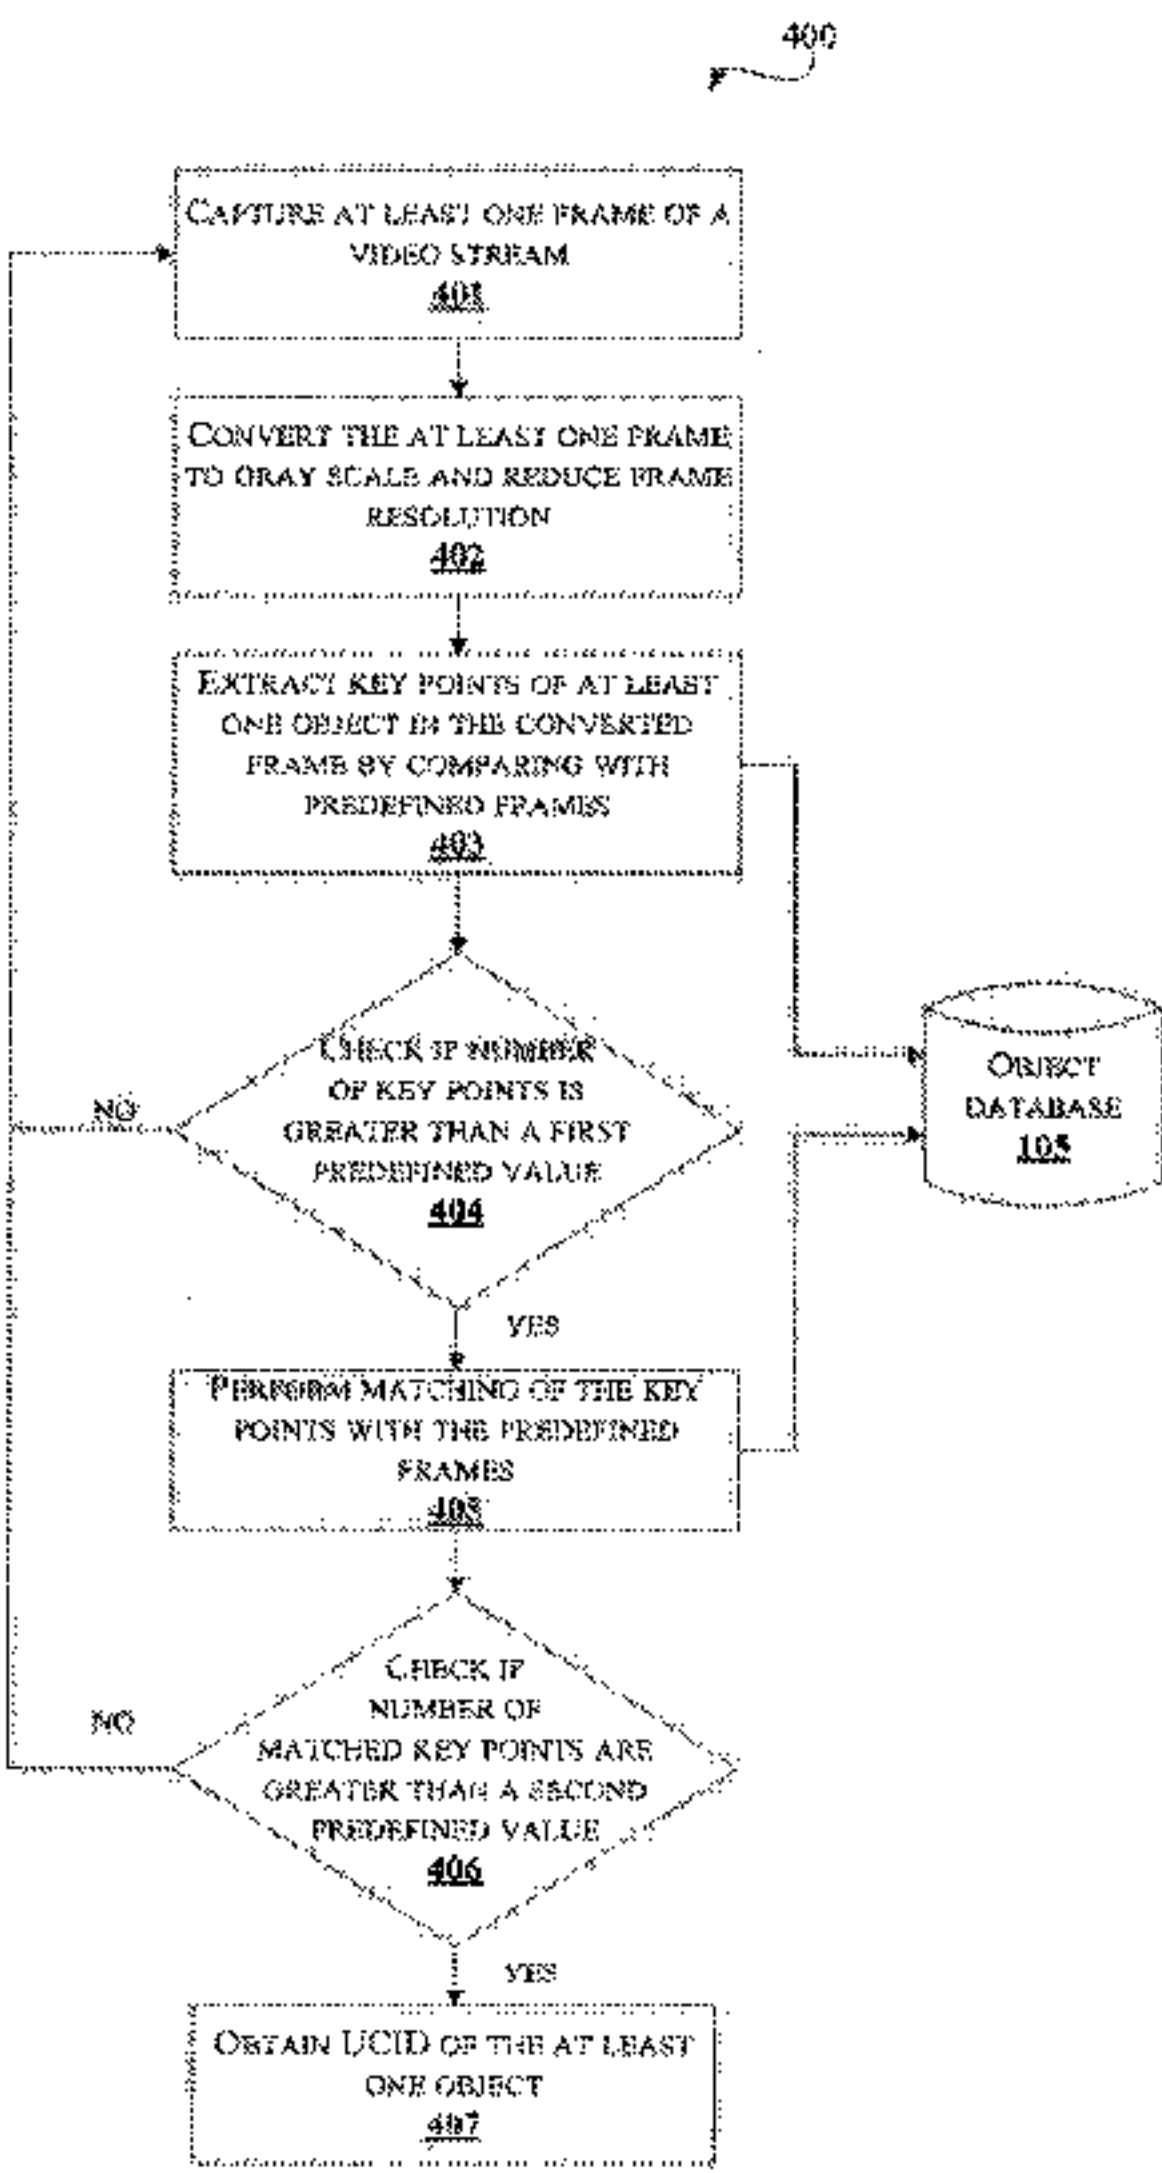 400
CAPTURE AT LEAST ONE FRAME OF A
VIDEO STREAM
401
CONVERT THE AT LEAST ONE FRAME
TO GRAY SCALE AND REDUCE FRAME
RESOLUTION
402
EXTRACT KEY POINTS OF AT LEAST
ONE OBJECT IN THE CONVERTED
FRAME BY COMPARING WITH
PREDEFINED FRAMES
403
CHECK IF NUMBER
OF KEY POINTS IS
GREATER THAN A FIRST
PREDEFINED VALUE
404
NO
YES
OBJECT
DATABASE
105
PERFORM MATCHING OF THE KEY
POINTS WITH THE PREDEFINED
FRAMES
405
CHECK IF
NUMBER OF
MATCHED KEY POINTS ARE
GREATER THAN A SECOND
PREDEFINED VALUE
406
NO
YES
OBTAIN UCID OF THE AT LEAST
ONE OBJECT
407